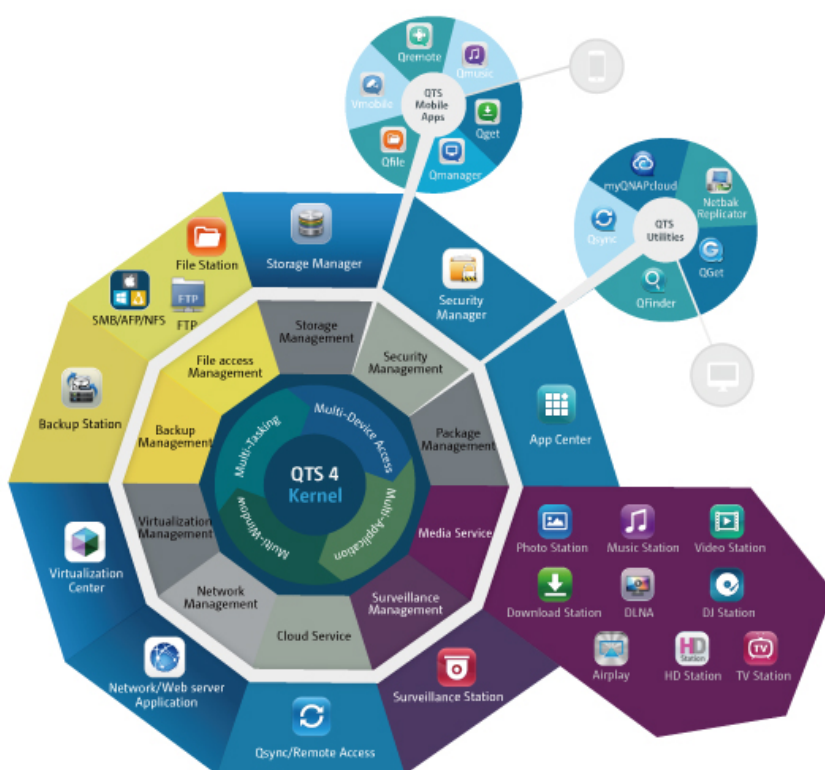 Qremote
Qmusic
Vmobile
QTS
Mobile
Apps
Qget
Qfile
Qmanager
myQNAPcloud
Netbak
Replicator
Qsync
QTS
Utilities
QGet
QFinder
File Station
Storage Manager
Security
Manager
SMB/AFP/NFS
FTP
FTP
Backup Station
App Center
Storage
Management
File access
Management
Security
Management
Backup
Management
Package
Management
Multi-Tasking
Multi-Device Access
QTS 4
Kernel
Multi-Window
Multi-Application
Virtualization
Management
Media Service
Network
Management
Surveillance
Management
Cloud Service
Virtualization
Center
Network/Web server
Application
Qsync/Remote Access
Surveillance Station
Photo Station
Music Station
Video Station
Download Station
DLNA
DJ Station
HD
Station
TV
Airplay
HD Station
TV Station